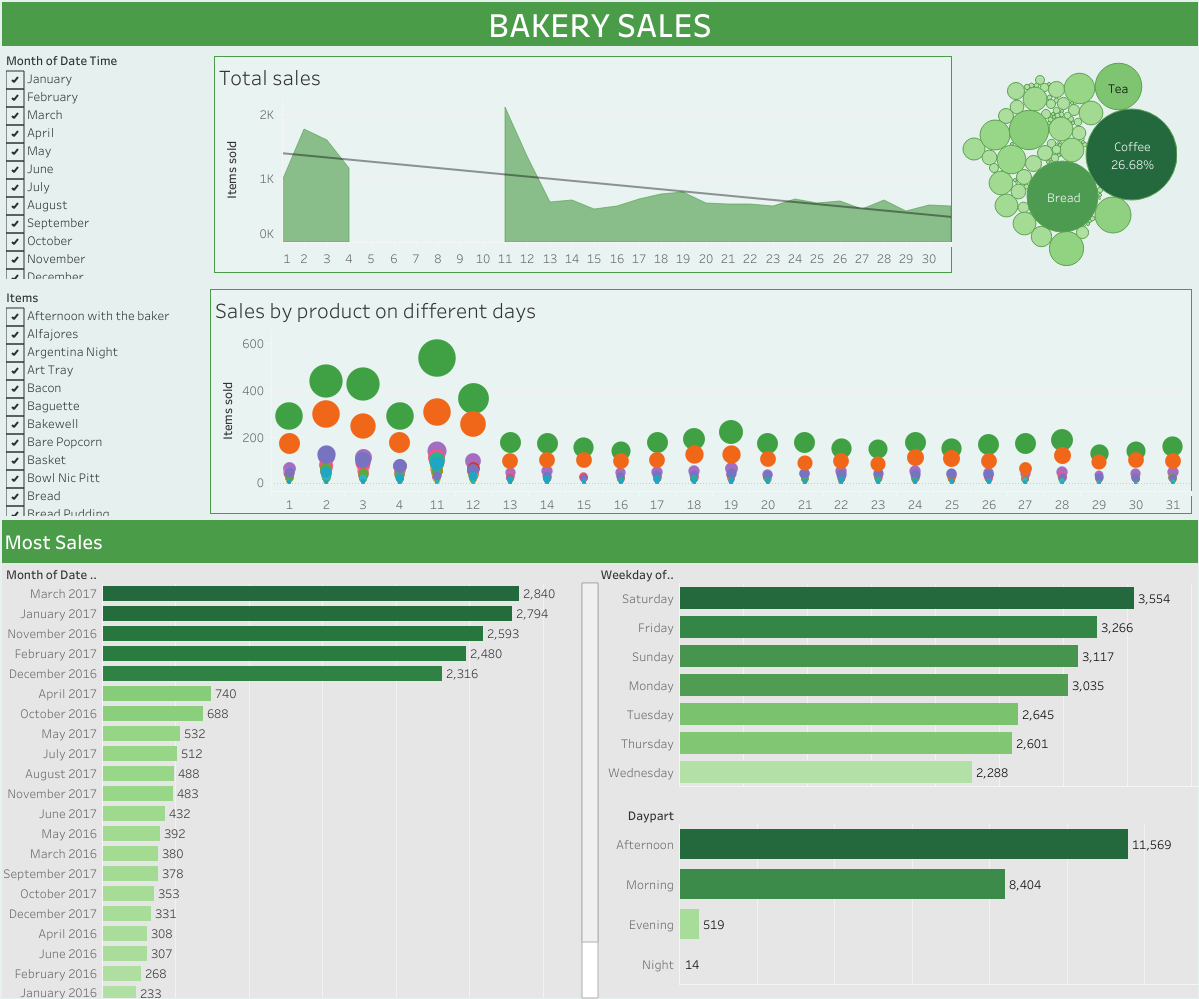 BAKERY SALES
Month of Date Time
January
February
March
April
May
June
July
August
September
October
November
December
Total sales
Items sold
2K
1K
0K
1 2 3 4 5 6 7 8 9 10 11 12 13 14 15 16 17 18 19 20 21 22 23 24 25 26 27 28 29 30
Tea
Coffee
26.68%
Bread
Items
Afternoon with the baker
Alfajores
Argentina Night
Art Tray
Bacon
Baguette
Bakewell
Bare Popcorn
Basket
Bowl Nic Pitt
Bread
Bread Pudding
Sales by product on different days
Items sold
600
400
200
0
1 2 3 4 11 12 13 14 15 16 17 18 19 20 21 22 23 24 25 26 27 28 29 30 31
Most Sales
Month of Date ..
March 2017 2,840
January 2017 2,794
November 2016 2,593
February 2017 2,480
December 2016 2,316
April 2017 740
October 2016 688
May 2017 532
July 2017 512
August 2017 488
November 2017 483
June 2017 432
May 2016 392
March 2016 380
September 2017 378
October 2017 353
December 2017 331
April 2016 308
June 2016 307
February 2016 268
January 2016 233
Weekday of..
Saturday 3,554
Friday 3,266
Sunday 3,117
Monday 3,035
Tuesday 2,645
Thursday 2,601
Wednesday 2,288
Daypart
Afternoon 11,569
Morning 8,404
Evening 519
Night 14